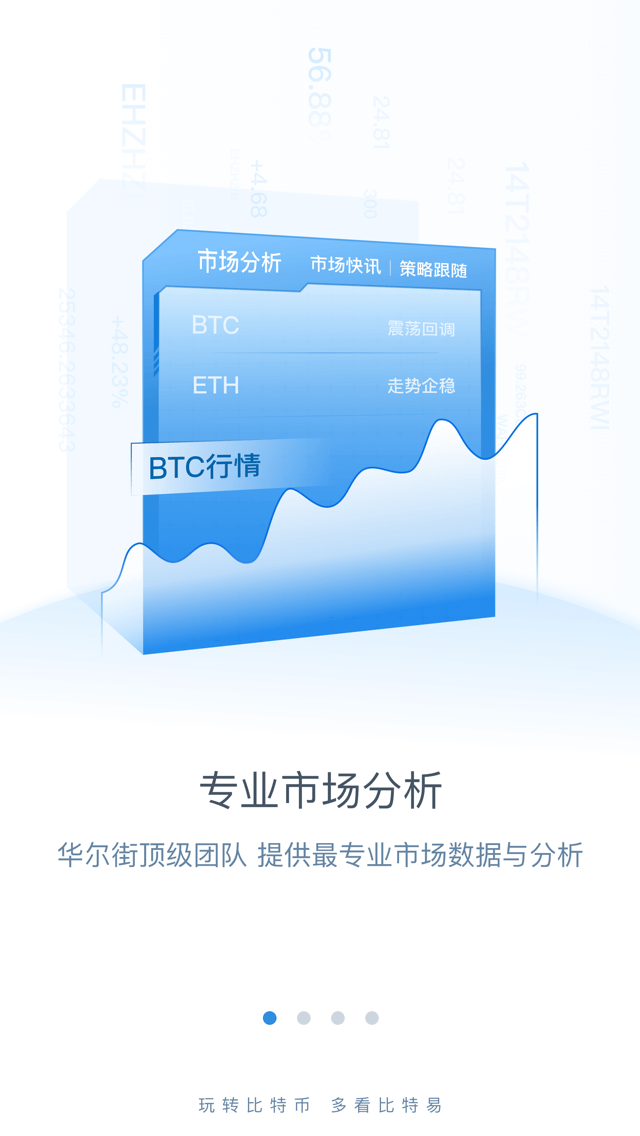 56.88
EHZHZ
24.81
+4.68
300
24.81
14T2148RW
市场分析 市场快讯 | 策略跟随
BTC 震荡回调
ETH 走势企稳
25346.2633643
+48.23%
14T2148RWI
BTC行情
专业市场分析
华尔街顶级团队 提供最专业市场数据与分析
玩转比特币 多看比特易